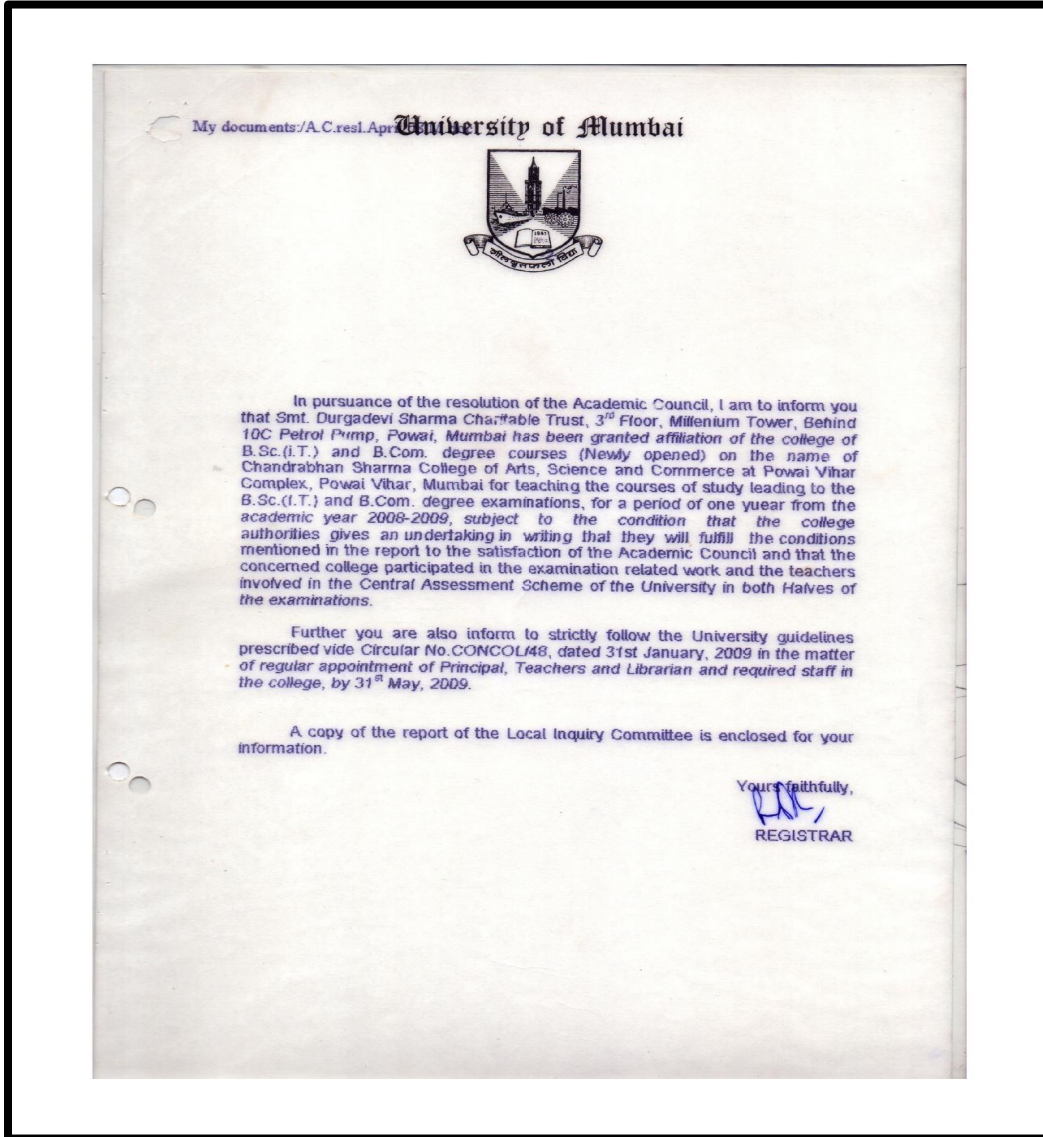 My documents:/A.C.resl.Apr
University of Mumbai
1857
In pursuance of the resolution of the Academic Council, I am to inform you
that Smt. Durgadevi Sharma Charitable Trust, 3rd Floor, Millenium Tower, Behind
10C Petrol Pump, Powai, Mumbai has been granted affiliation of the college of
B.Sc.(I.T.) and B.Com. degree courses (Newly opened) on the name of
Chandrabhan Sharma College of Arts, Science and Commerce at Powai Vihar
Complex, Powai Vihar, Mumbai for teaching the courses of study leading to the
B.Sc.(I.T.) and B.Com. degree examinations, for a period of one yuear from the
academic year 2008-2009, subject to the condition that the college
authorities gives an undertaking in writing that they will fulfill the conditions
mentioned in the report to the satisfaction of the Academic Council and that the
concerned college participated in the examination related work and the teachers
involved in the Central Assessment Scheme of the University in both Halves of
the examinations.
Further you are also inform to strictly follow the University guidelines
prescribed vide Circular No.CONCOL/48, dated 31st January, 2009 in the matter
of regular appointment of Principal, Teachers and Librarian and required staff in
the college, by 31st May, 2009.
A copy of the report of the Local Inquiry Committee is enclosed for your
information.
Yours faithfully,
REGISTRAR